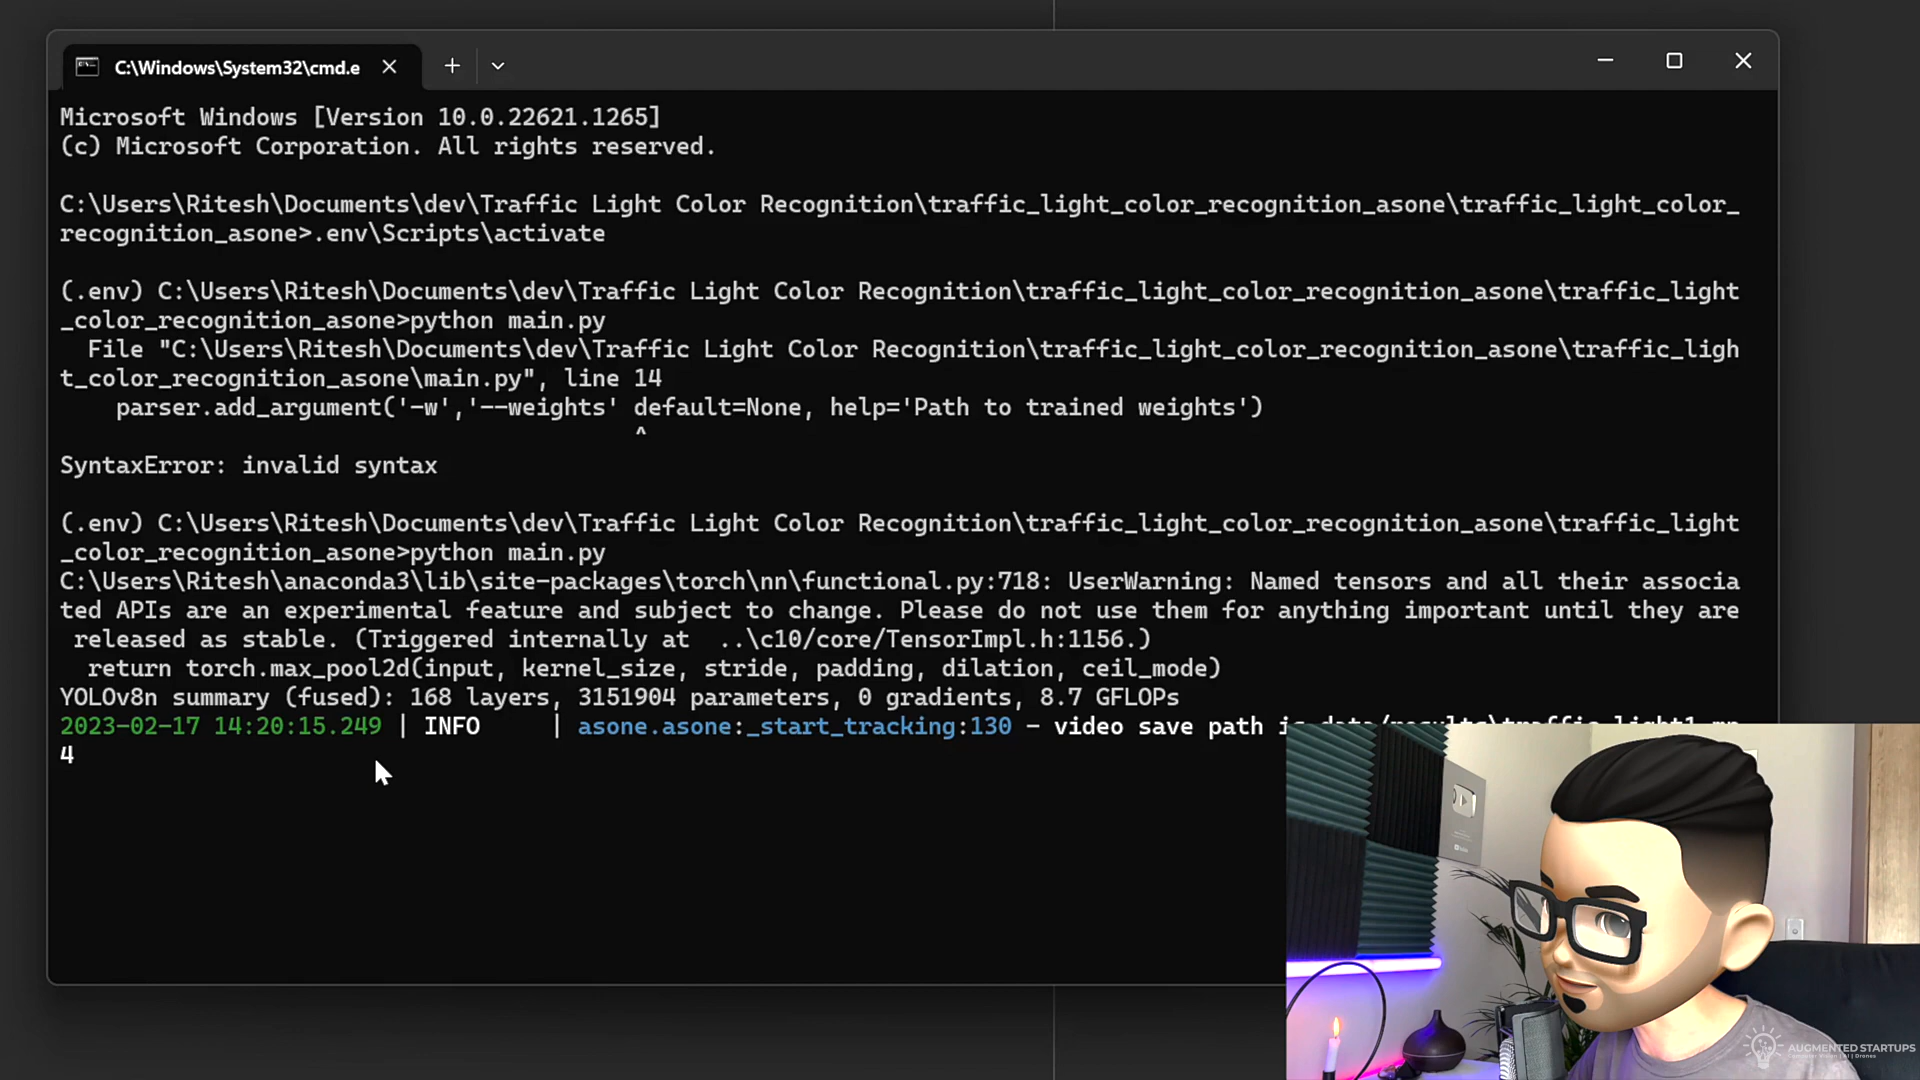 C:\Windows\System32\cmd.e
Microsoft Windows [Version 10.0.22621.1265]
(c) Microsoft Corporation. All rights reserved.
C:\Users\Ritesh\Documents\dev\Traffic Light Color Recognition\traffic_light_color_recognition_asone\traffic_light_color_
recognition_asone>.env\Scripts\activate
(.env) C:\Users\Ritesh\Documents\dev\Traffic Light Color Recognition\traffic_light_color_recognition_asone\traffic_light
_color_recognition_asone>python main.py
File "C:\Users\Ritesh\Documents\dev\Traffic Light Color Recognition\traffic_light_color_recognition_asone\traffic_ligh
t_color_recognition_asone\main.py", line 14
parser.add_argument('-w','--weights' default=None, help='Path to trained weights')
^
SyntaxError: invalid syntax
(.env) C:\Users\Ritesh\Documents\dev\Traffic Light Color Recognition\traffic_light_color_recognition_asone\traffic_light
_color_recognition_asone>python main.py
C:\Users\Ritesh\anaconda3\lib\site-packages\torch\nn\functional.py:718: UserWarning: Named tensors and all their associa
ted APIs are an experimental feature and subject to change. Please do not use them for anything important until they are
released as stable. (Triggered internally at  ..\c10/core/TensorImpl.h:1156.)
return torch.max_pool2d(input, kernel_size, stride, padding, dilation, ceil_mode)
YOLOv8n summary (fused): 168 layers, 3151904 parameters, 0 gradients, 8.7 GFLOPs
2023-02-17 14:20:15.249 | INFO     | asone.asone:_start_tracking:130 - video save path
4
AUGMENTED STARTUPS